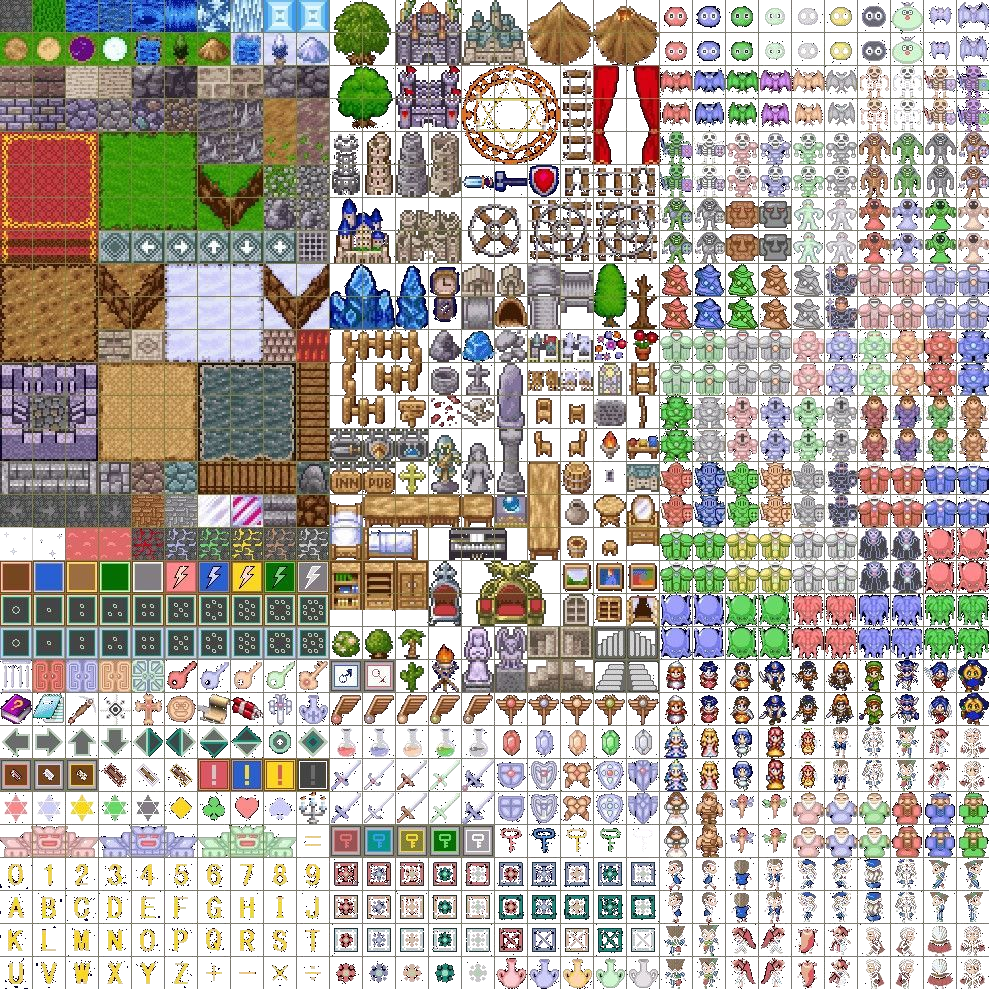 INN PUB
?
! ! ! !
0 1 2 3 4 5 6 7 8 9
A B C D E F G H I J
K L M N O P Q R S T
U V W X Y Z + - × ÷